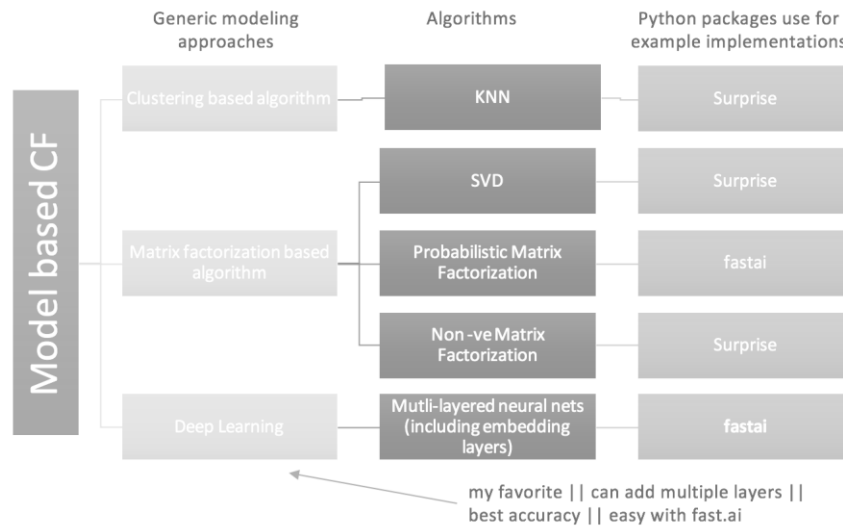 Generic modeling
approaches
Algorithms
Python packages use for
example implementations
Model based CF
Clustering based algorithm
KNN
Surprise
Matrix factorization based
algorithm
SVD
Surprise
Probabilistic Matrix
Factorization
fastai
Non -ve Matrix
Factorization
Surprise
Deep Learning
Mutli-layered neural nets
(including embedding
layers)
fastai
my favorite || can add multiple layers ||
best accuracy || easy with fast.ai